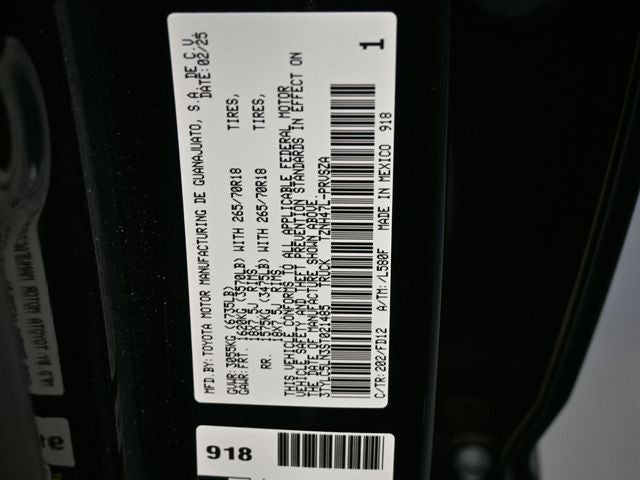 MFD.BY:TOYOTA MOTOR MANUFACTURING DE GUANAJUATO, S.A. DE C.V.
DATE: 02/25
GVWR:3055KG (6735LB)
GAWR:FRT. 1620KG (3570LB) WITH 265/70R18 TIRES,
18X7.5J RIMS,
RR. 1575KG (3475LB) WITH 265/70R18 TIRES,
18X7.5J RIMS,
THIS VEHICLE CONFORMS TO ALL APPLICABLE FEDERAL MOTOR
VEHICLE SAFETY AND THEFT PREVENTION STANDARDS IN EFFECT ON
THE DATE OF MANUFACTURE SHOWN ABOVE.
3TYLC5LN3ST021485 TRUCK TZNH47L-PRVSZA
C/TR:202/FD12 A/TM:/L580F MADE IN MEXICO 918
1
918